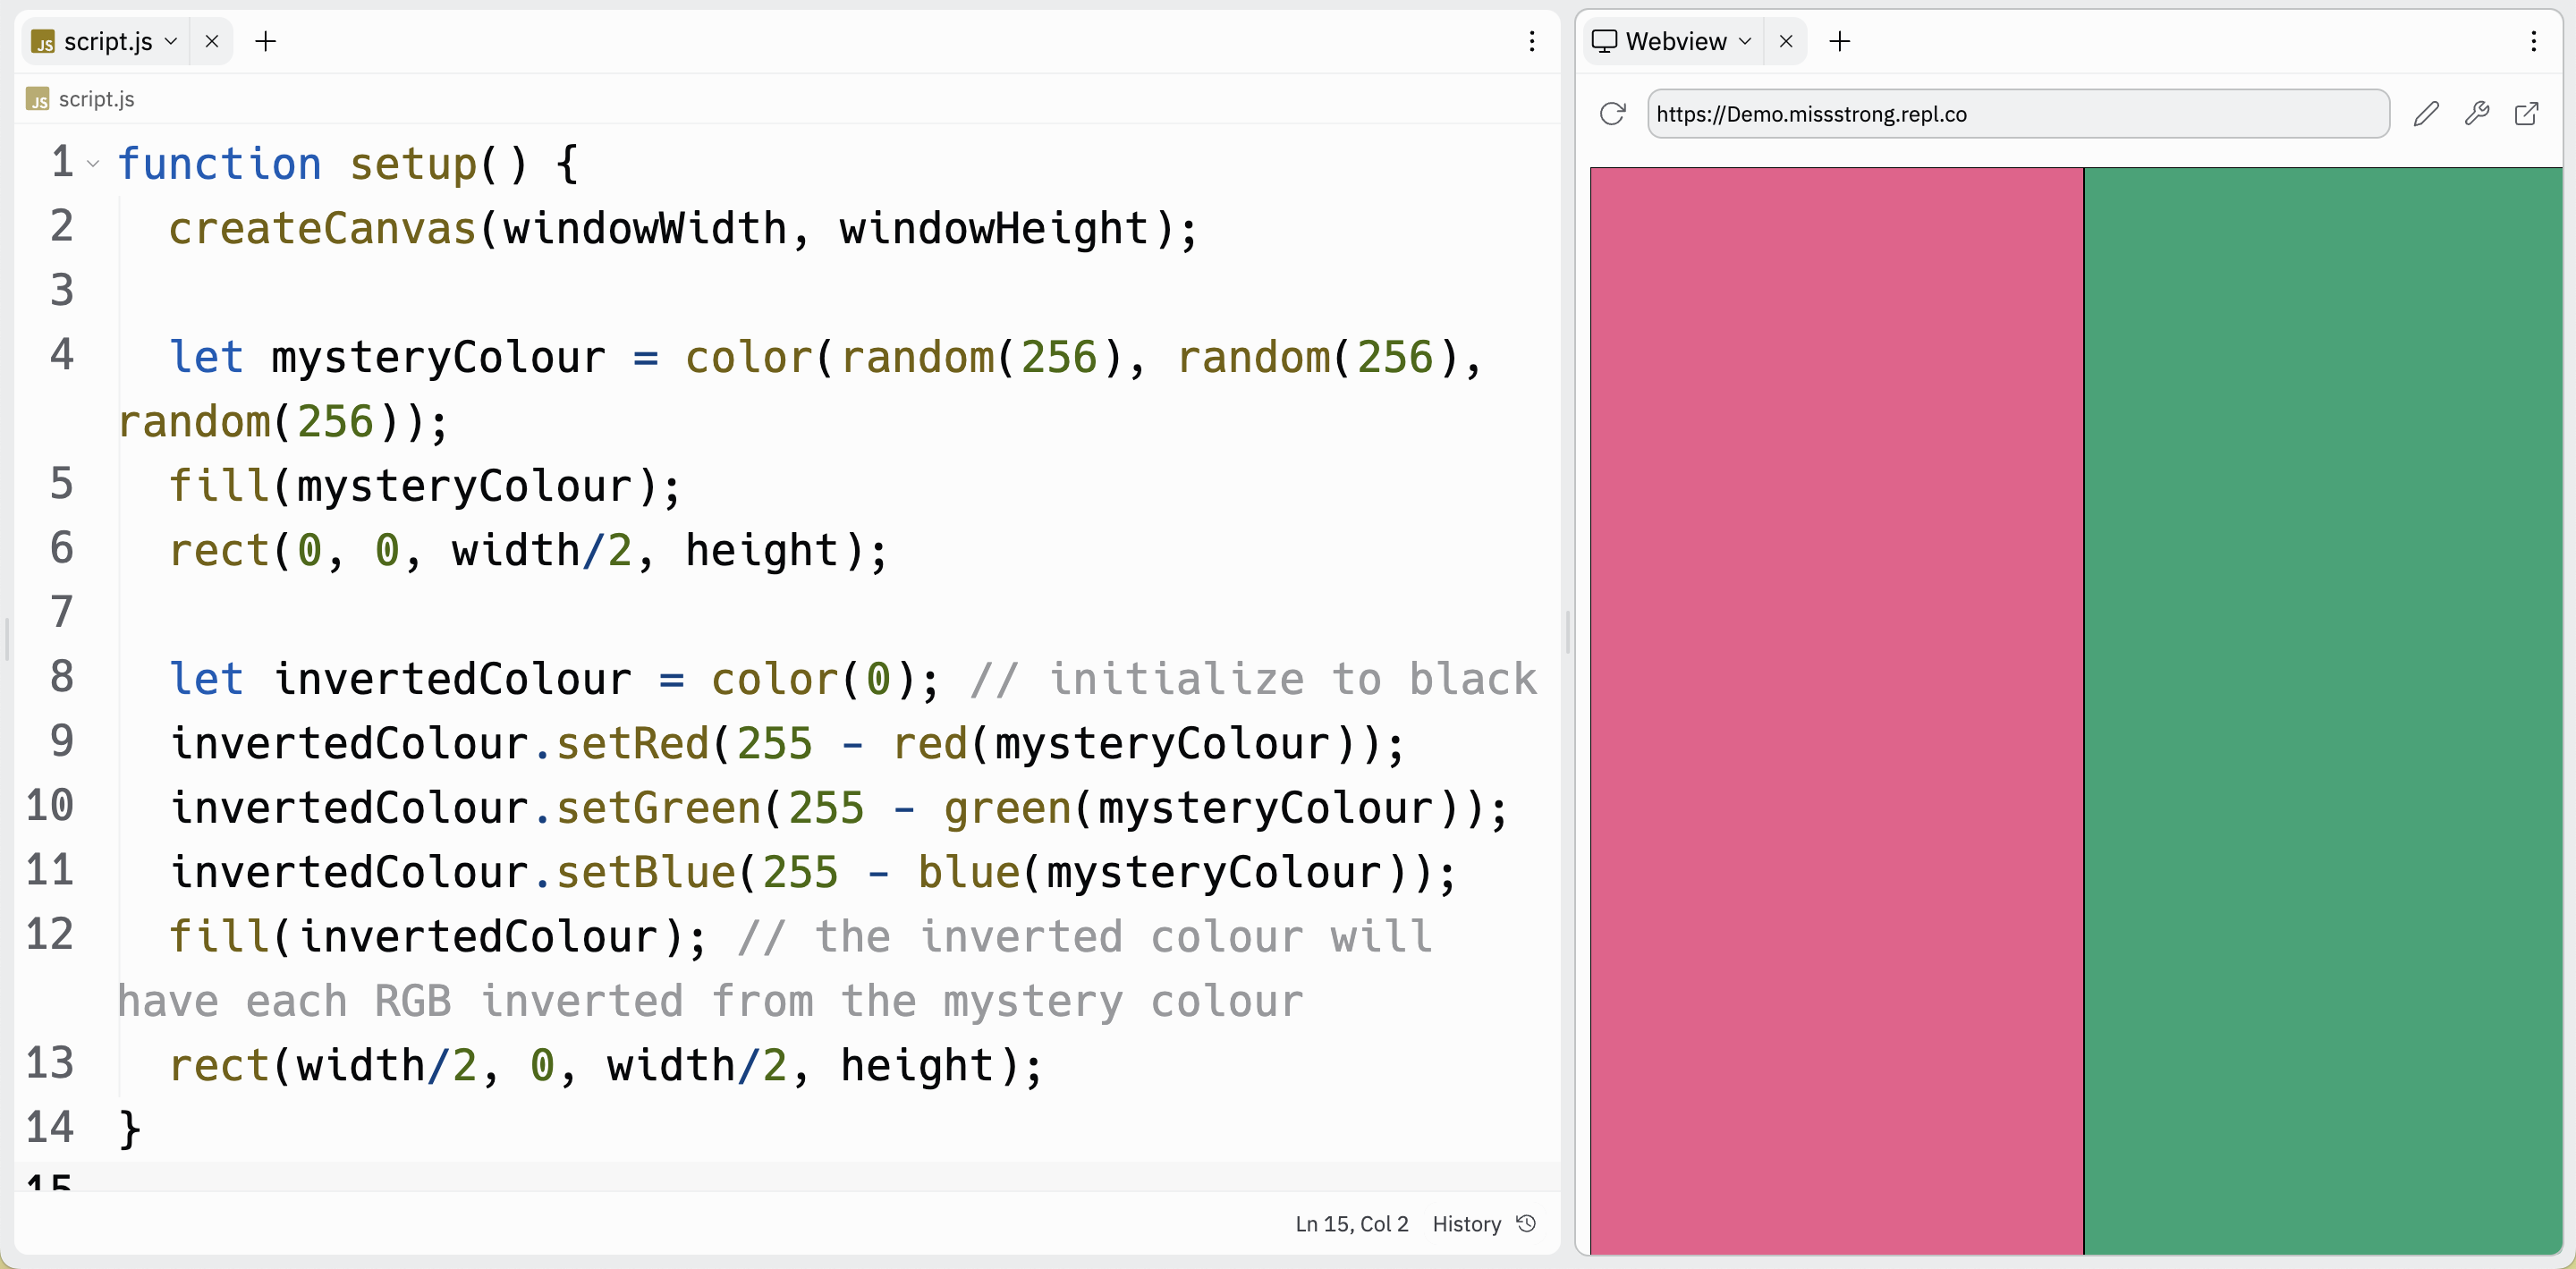 JS script.js
JS script.js
1 function setup() {
2 createCanvas(windowWidth, windowHeight);
3
4 let mysteryColour = color(random(256), random(256),
random(256));
5 fill(mysteryColour);
6 rect(0, 0, width/2, height);
7
8 let invertedColour = color(0); // initialize to black
9 invertedColour.setRed(255 - red(mysteryColour));
10 invertedColour.setGreen(255 - green(mysteryColour));
11 invertedColour.setBlue(255 - blue(mysteryColour));
12 fill(invertedColour); // the inverted colour will
have each RGB inverted from the mystery colour
13 rect(width/2, 0, width/2, height);
14 }
15
Ln 15, Col 2 History
Webview
https://Demo.missstrong.repl.co